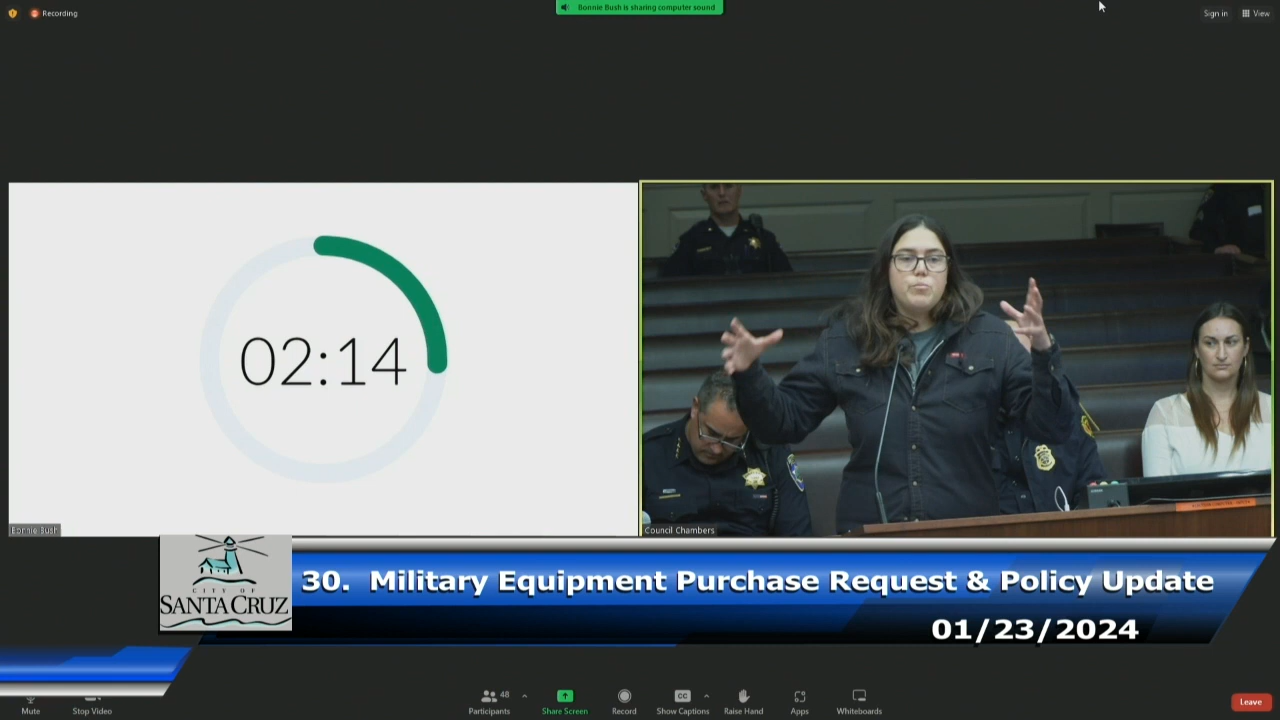 Recording
Bonnie Bush is sharing computer sound
Sign in
View
02:14
Bonnie Bush
Council Chambers
CITY OF
SANTA CRUZ
30. Military Equipment Purchase Request & Policy Update
01/23/2024
Mute
Stop Video
48
Participants
Share Screen
Record
CC
Show Captions
Raise Hand
Apps
Whiteboards
Leave